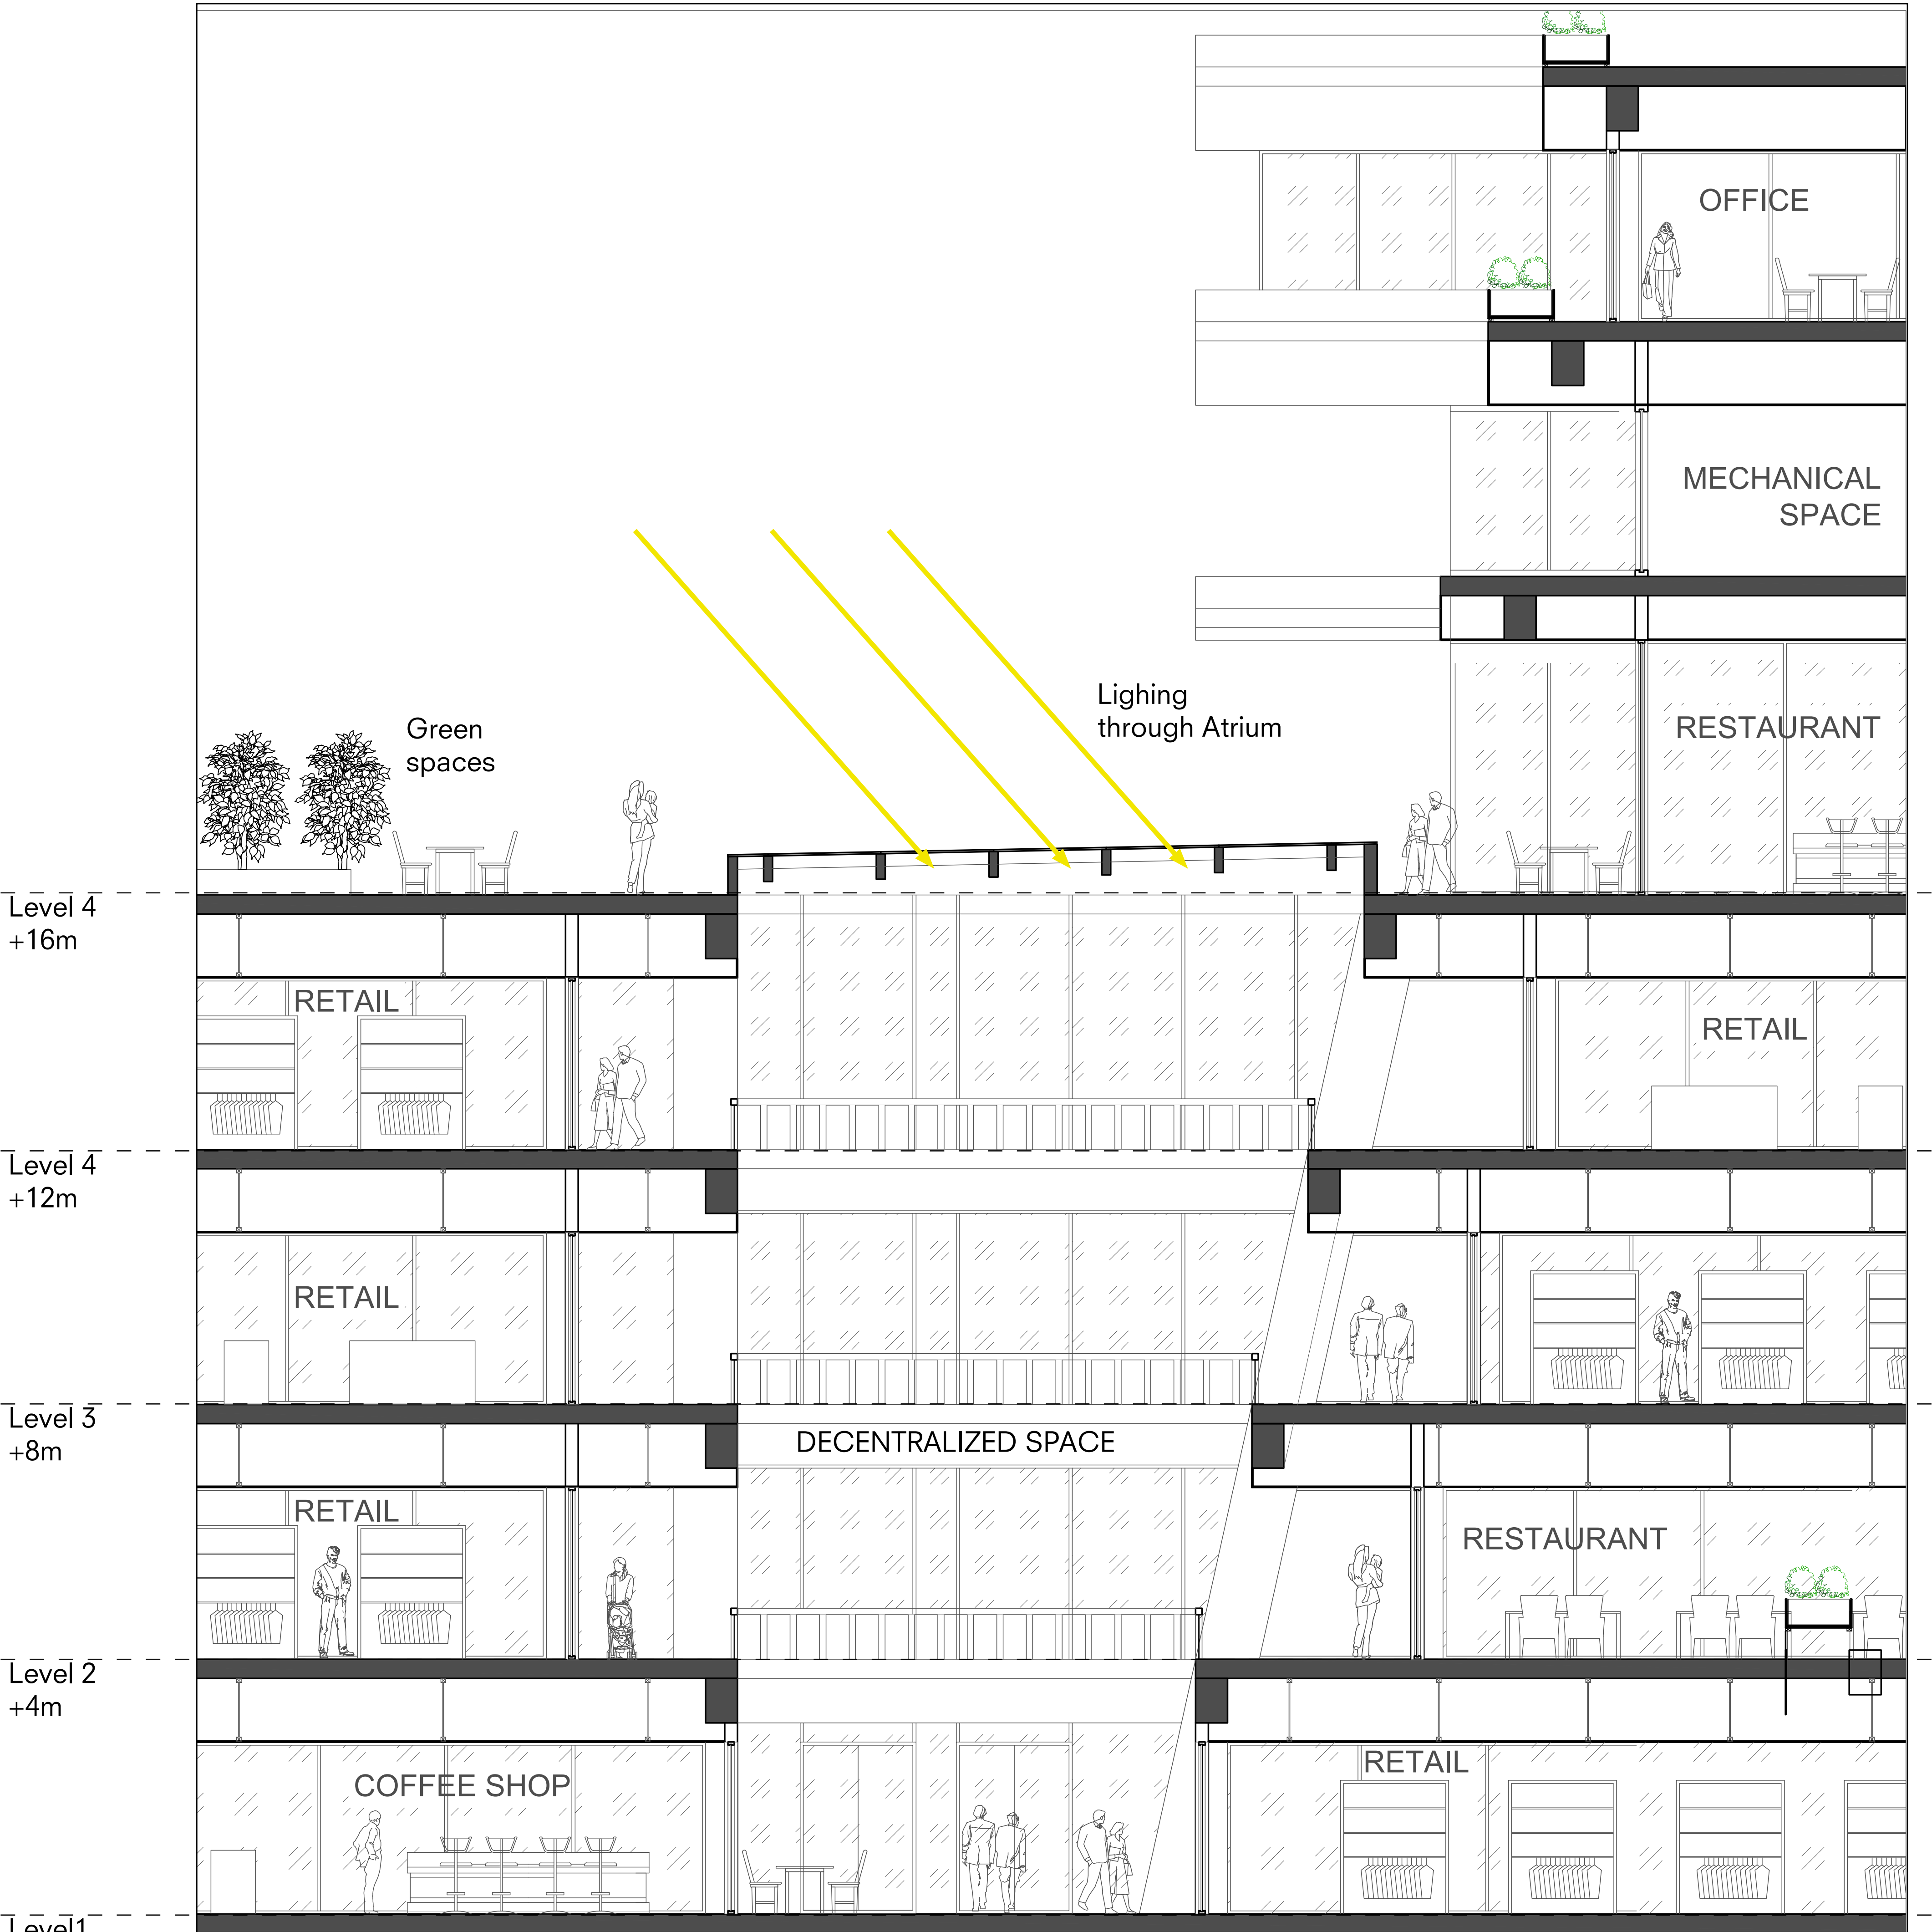 OFFICE
MECHANICAL
SPACE
Lighing
through Atrium
Green
spaces
RESTAURANT
Level 4
+16m
RETAIL
RETAIL
Level 4
+12m
RETAIL
Level 3
+8m
DECENTRALIZED SPACE
RETAIL
RESTAURANT
Level 2
+4m
RETAIL
COFFEE SHOP
Level1